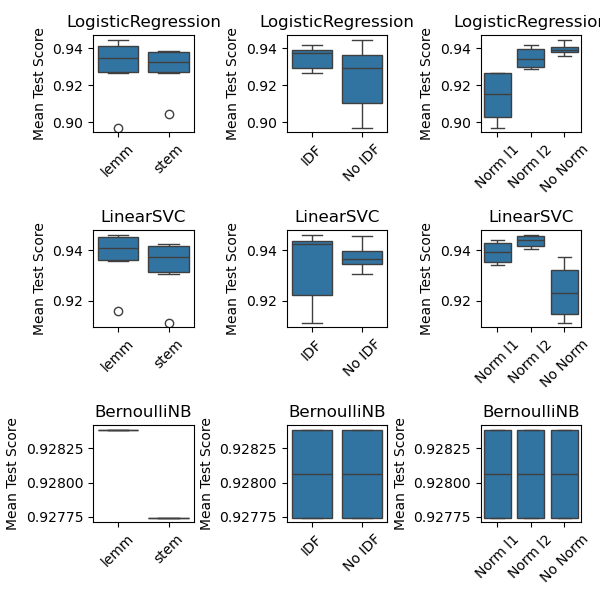 LogisticRegression
LogisticRegression
LogisticRegression
Mean Test Score
0.94
0.92
0.90
lemm
stem
Mean Test Score
0.94
0.92
0.90
IDF
No IDF
Mean Test Score
0.94
0.92
0.90
Norm l1
Norm l2
No Norm
LinearSVC
LinearSVC
LinearSVC
Mean Test Score
0.94
0.92
lemm
stem
Mean Test Score
0.94
0.92
IDF
No IDF
Mean Test Score
0.94
0.92
Norm l1
Norm l2
No Norm
BernoulliNB
BernoulliNB
BernoulliNB
Mean Test Score
0.92825
0.92800
0.92775
lemm
stem
Mean Test Score
0.92825
0.92800
0.92775
IDF
No IDF
Mean Test Score
0.92825
0.92800
0.92775
Norm l1
Norm l2
No Norm